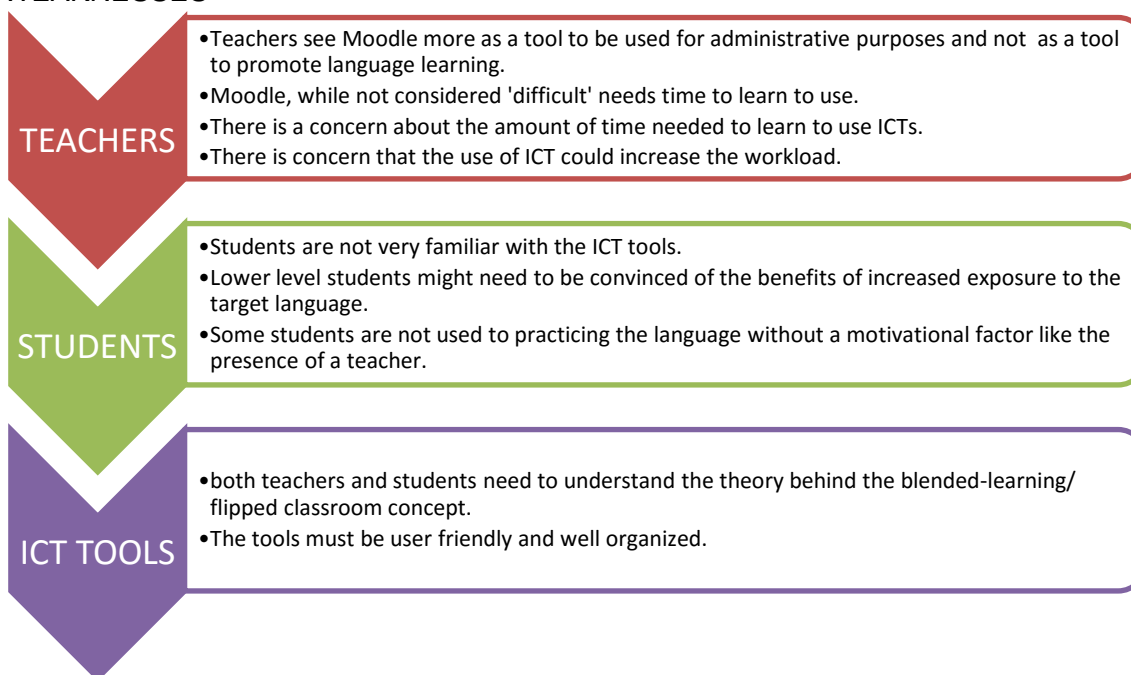 WEAKNESSES
TEACHERS
•Teachers see Moodle more as a tool to be used for administrative purposes and not as a tool
to promote language learning.
•Moodle, while not considered 'difficult' needs time to learn to use.
•There is a concern about the amount of time needed to learn to use ICTs.
•There is concern that the use of ICT could increase the workload.
STUDENTS
•Students are not very familiar with the ICT tools.
•Lower level students might need to be convinced of the benefits of increased exposure to the
target language.
•Some students are not used to practicing the language without a motivational factor like the
presence of a teacher.
ICT TOOLS
•both teachers and students need to understand the theory behind the blended-learning/
flipped classroom concept.
•The tools must be user friendly and well organized.